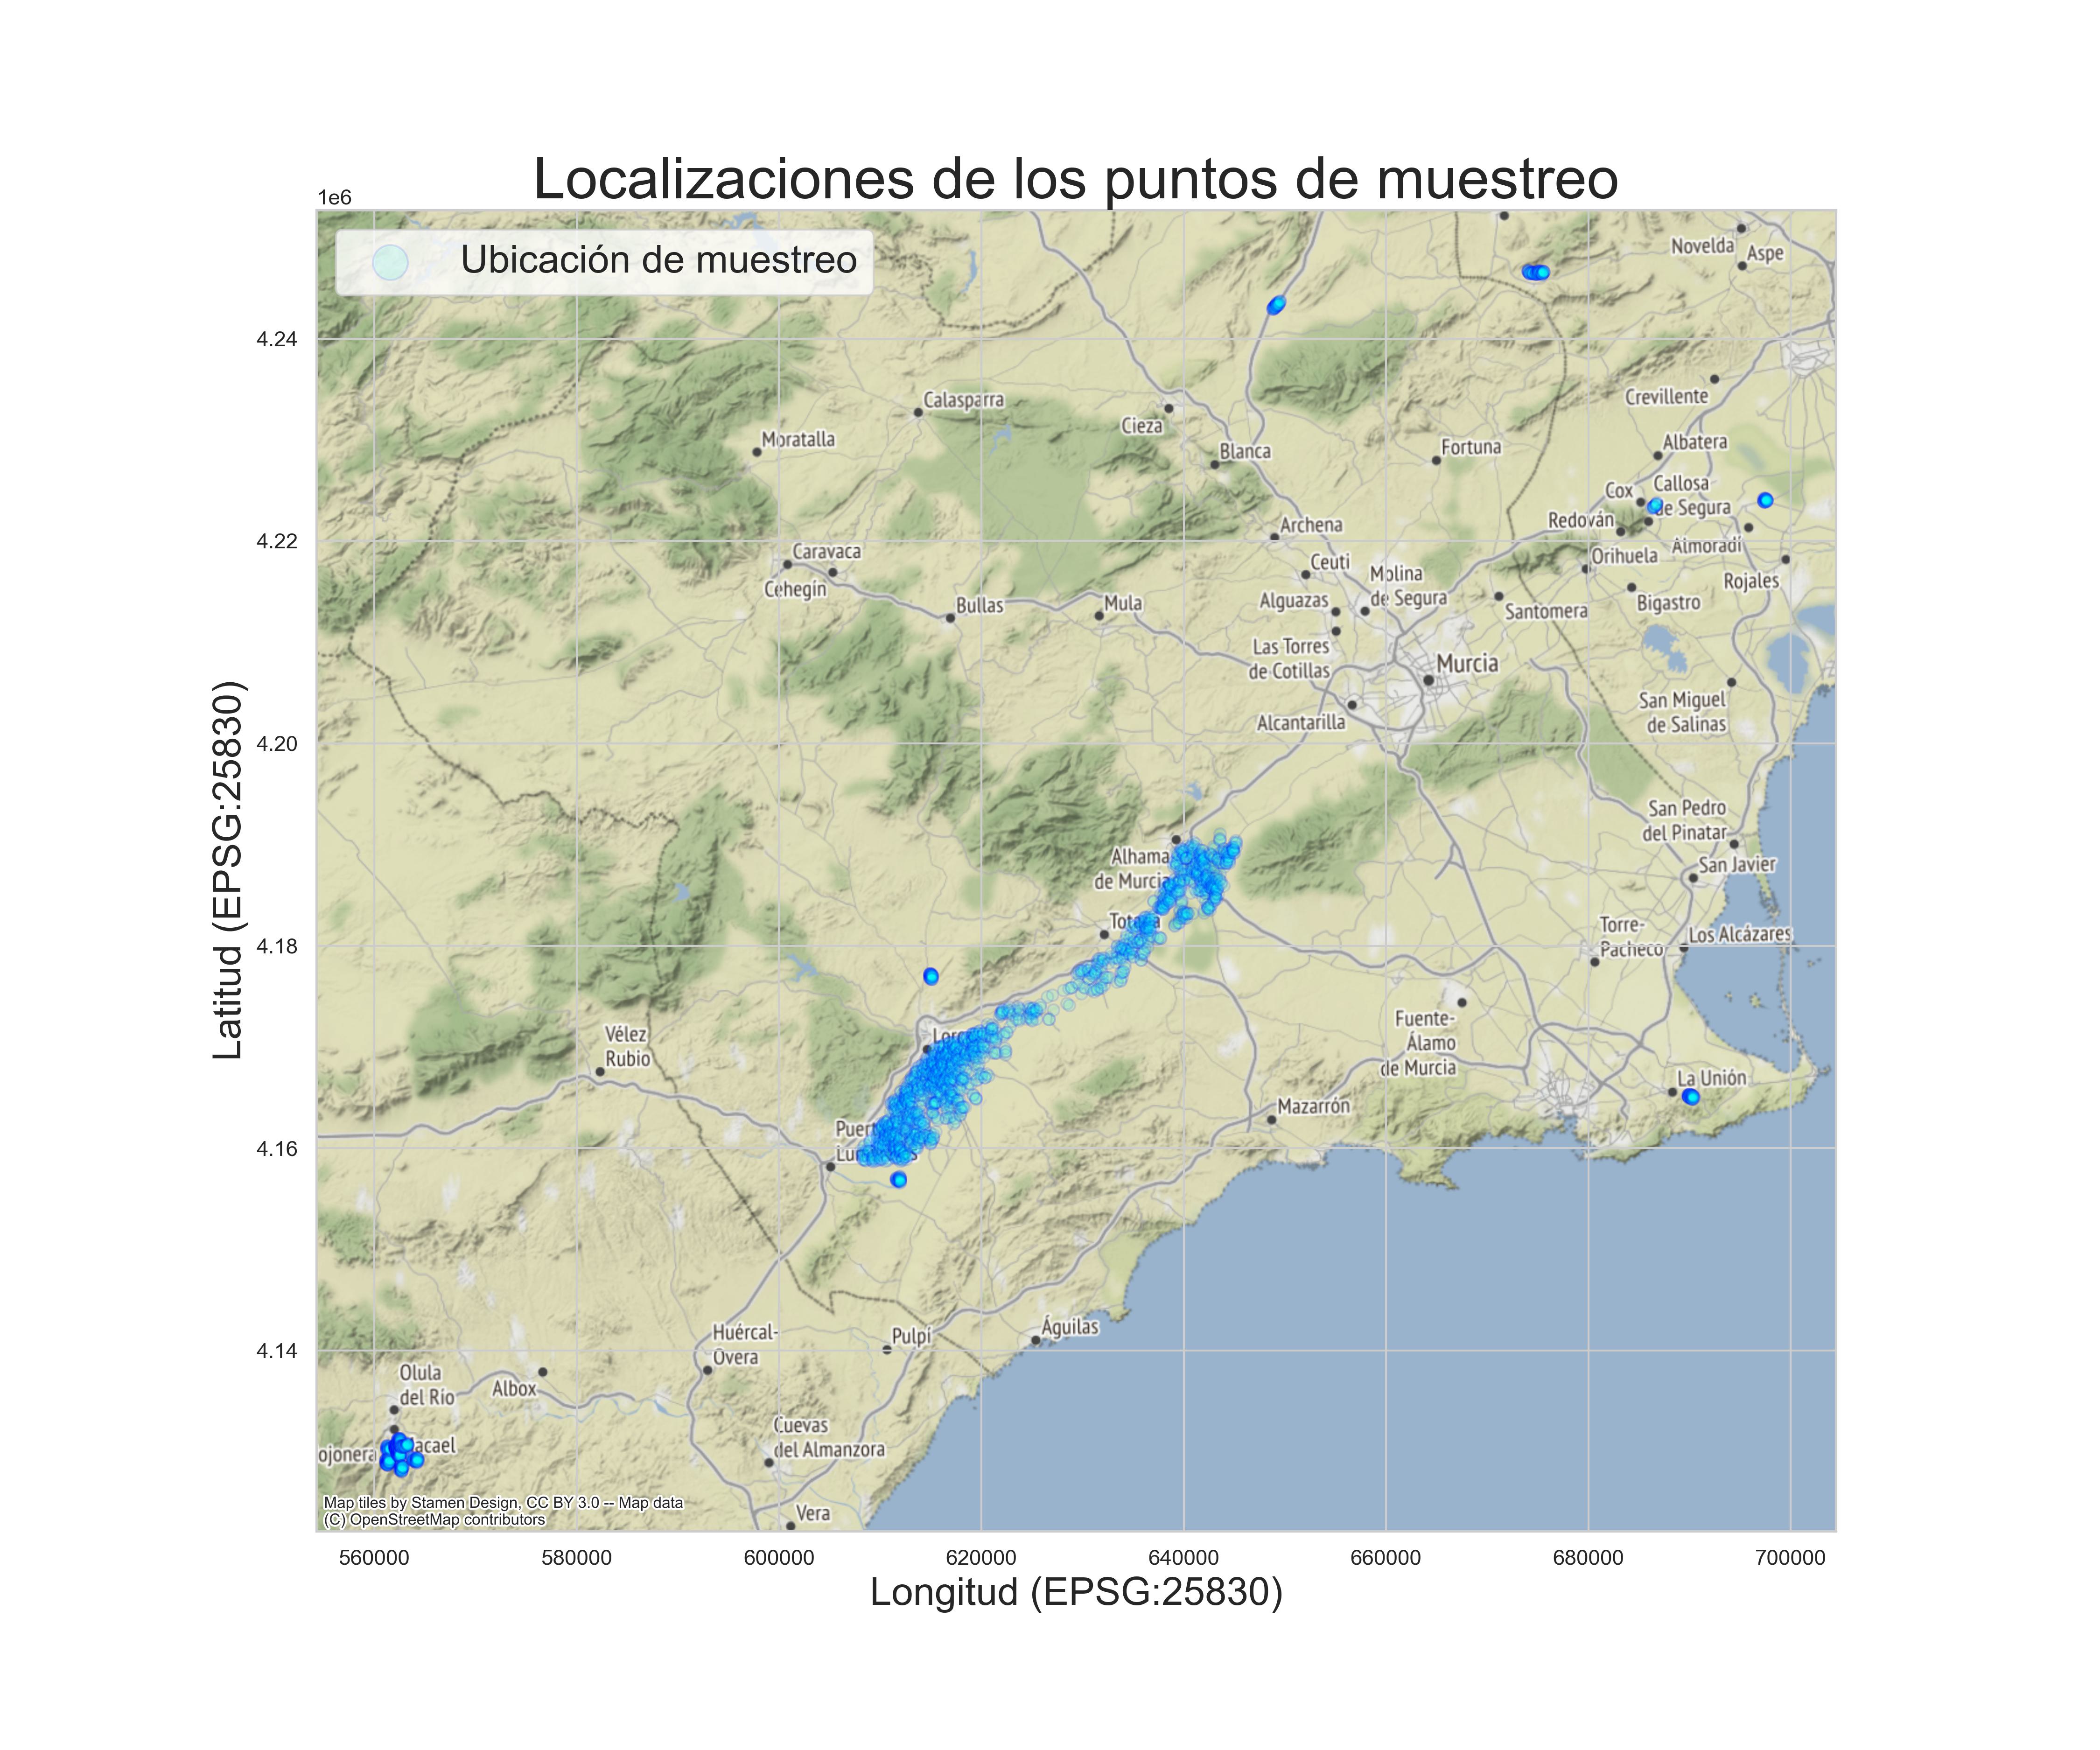 Localizaciones de los puntos de muestreo
1e6
Ubicación de muestreo
Novelda
Aspe
4.24
Calasparra
Crevillente
Cieza
Moratalla
Albatera
Blanca
Fortuna
Callosa
de Segura
Cox
Redován
Archena
4.22
Almoradí
Caravaca
Orihuela
Ceuti
Molina
de Segura
Rojales
Cehegín
Alguazas
Bigastro
Bullas
Mula
Santomera
Las Torres
de Cotillas
Murcia
San Miguel
de Salinas
Alcantarilla
4.20
San Pedro
del Pinatar
Alhama
de Murcia
San Javier
Torre-
Pacheco
Los Alcázares
4.18
Vélez
Rubio
Fuente-
Álamo
de Murcia
La Unión
Mazarrón
4.16
Huércal-
Overa
Pulpí
Águilas
4.14
Olula
del Río
Albox
Cuevas
del Almanzora
Vera
Map tiles by Stamen Design, CC BY 3.0 -- Map data
(C) OpenStreetMap contributors
560000
580000
600000
620000
640000
660000
680000
700000
Longitud (EPSG:25830)
Latitud (EPSG:25830)